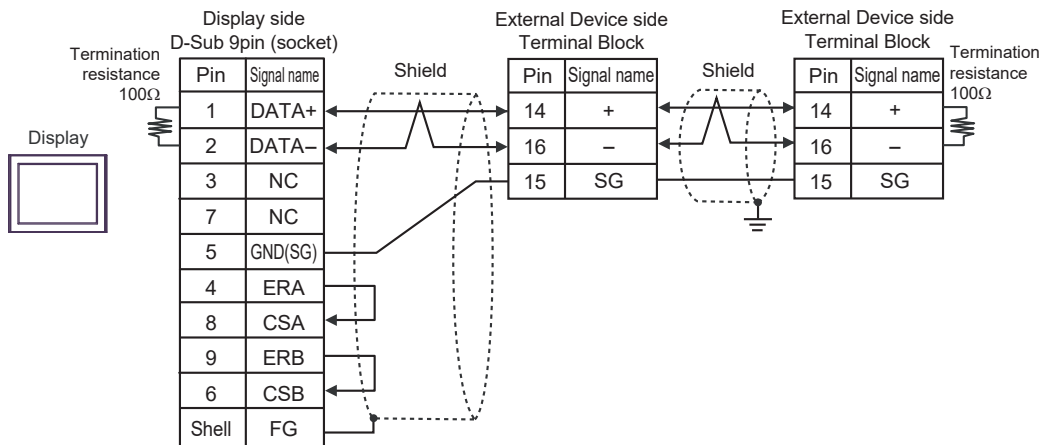 Display side
D-Sub 9pin (socket)
External Device side
Terminal Block
External Device side
Terminal Block
Termination
resistance
100Ω
Shield
Shield
Termination
resistance
100Ω
Display
Pin Signal name
1 DATA+
2 DATA–
3 NC
7 NC
5 GND(SG)
4 ERA
8 CSA
9 ERB
6 CSB
Shell FG
Pin Signal name
14 +
16 –
15 SG
Pin Signal name
14 +
16 –
15 SG